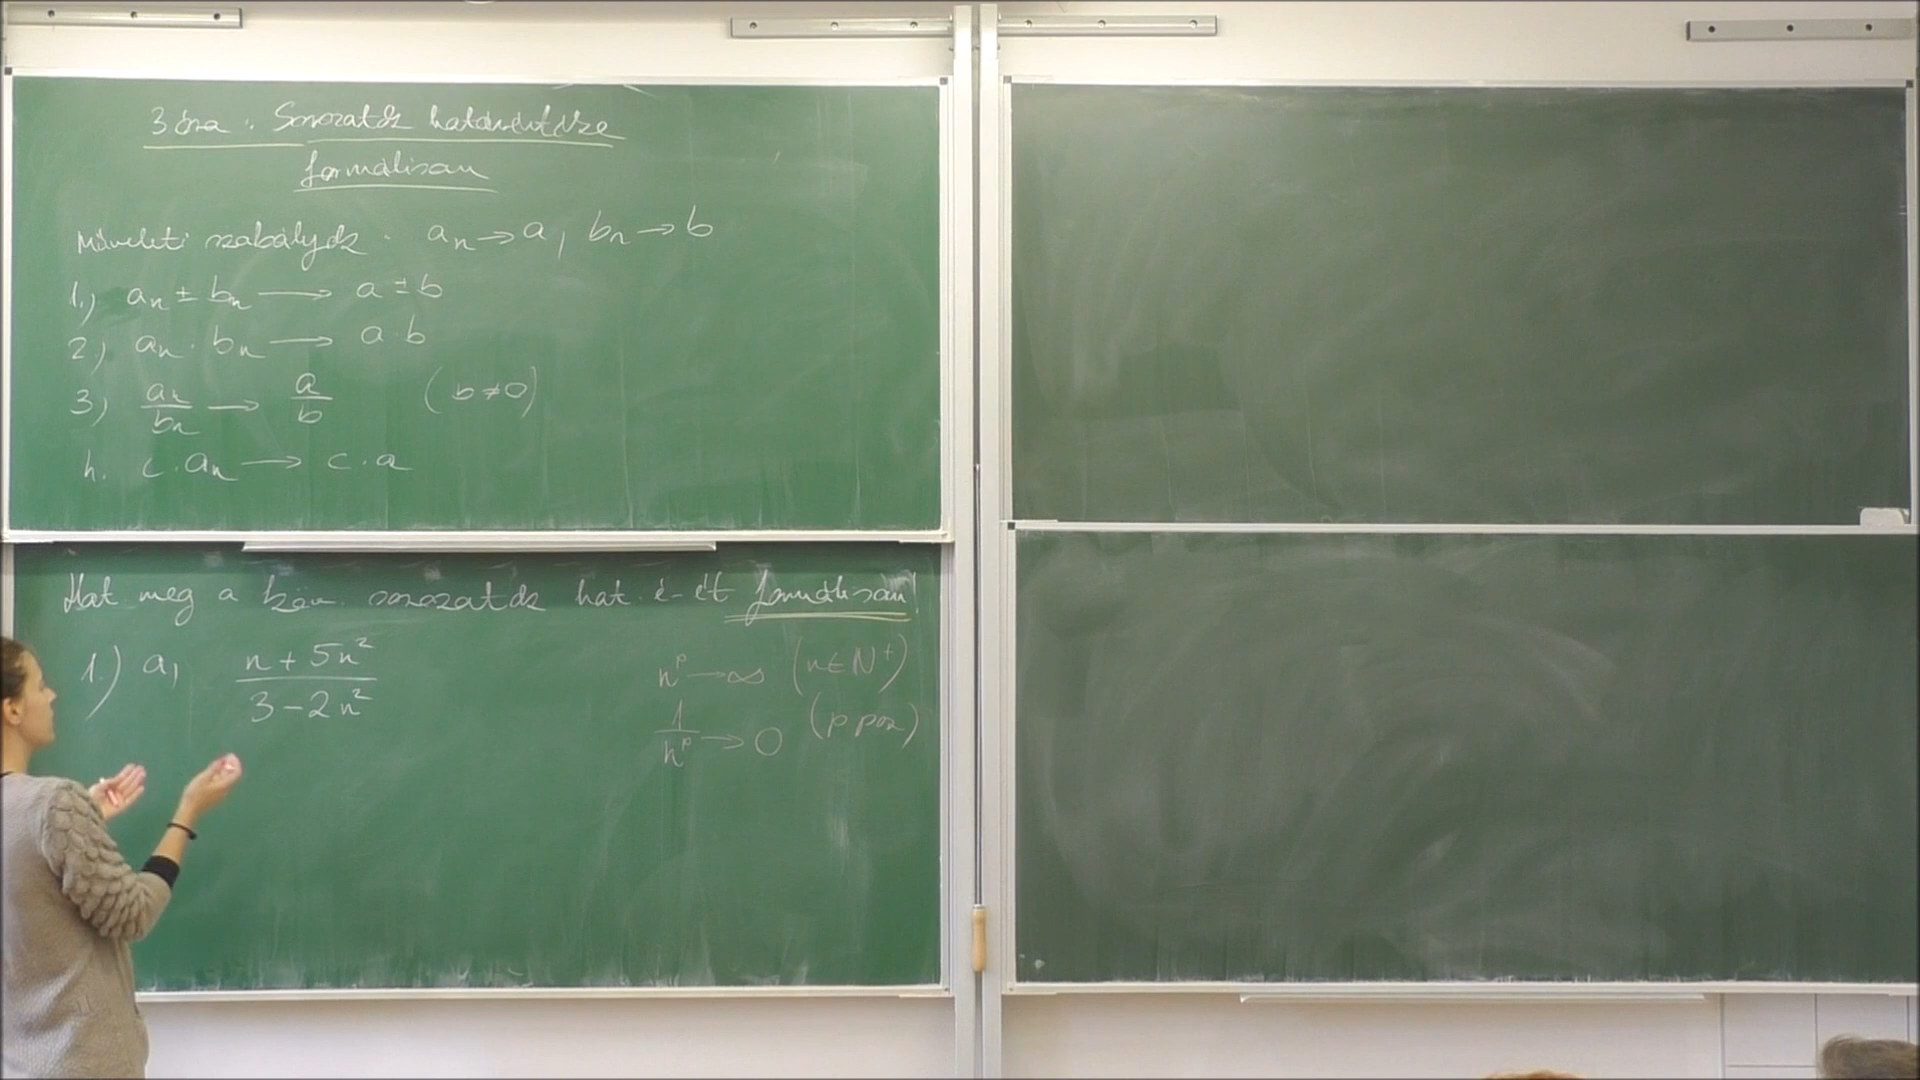 3 óra : Sorozatok határértéke
formálisan
Műveleti szabályok . aₙ → a, bₙ → b
1.) aₙ ± bₙ → a ± b
2) aₙ · bₙ → a · b
3) aₙ/bₙ → a/b (b ≠ 0)
h. c · aₙ → c · a
Hat meg a köv. sorozatok hat. é-ét formálisan!
1.) a, (n + 5n²)/(3 - 2n²)
nᵖ → ∞ (n ∈ N⁺)
1/nᵖ → 0 (p poz)